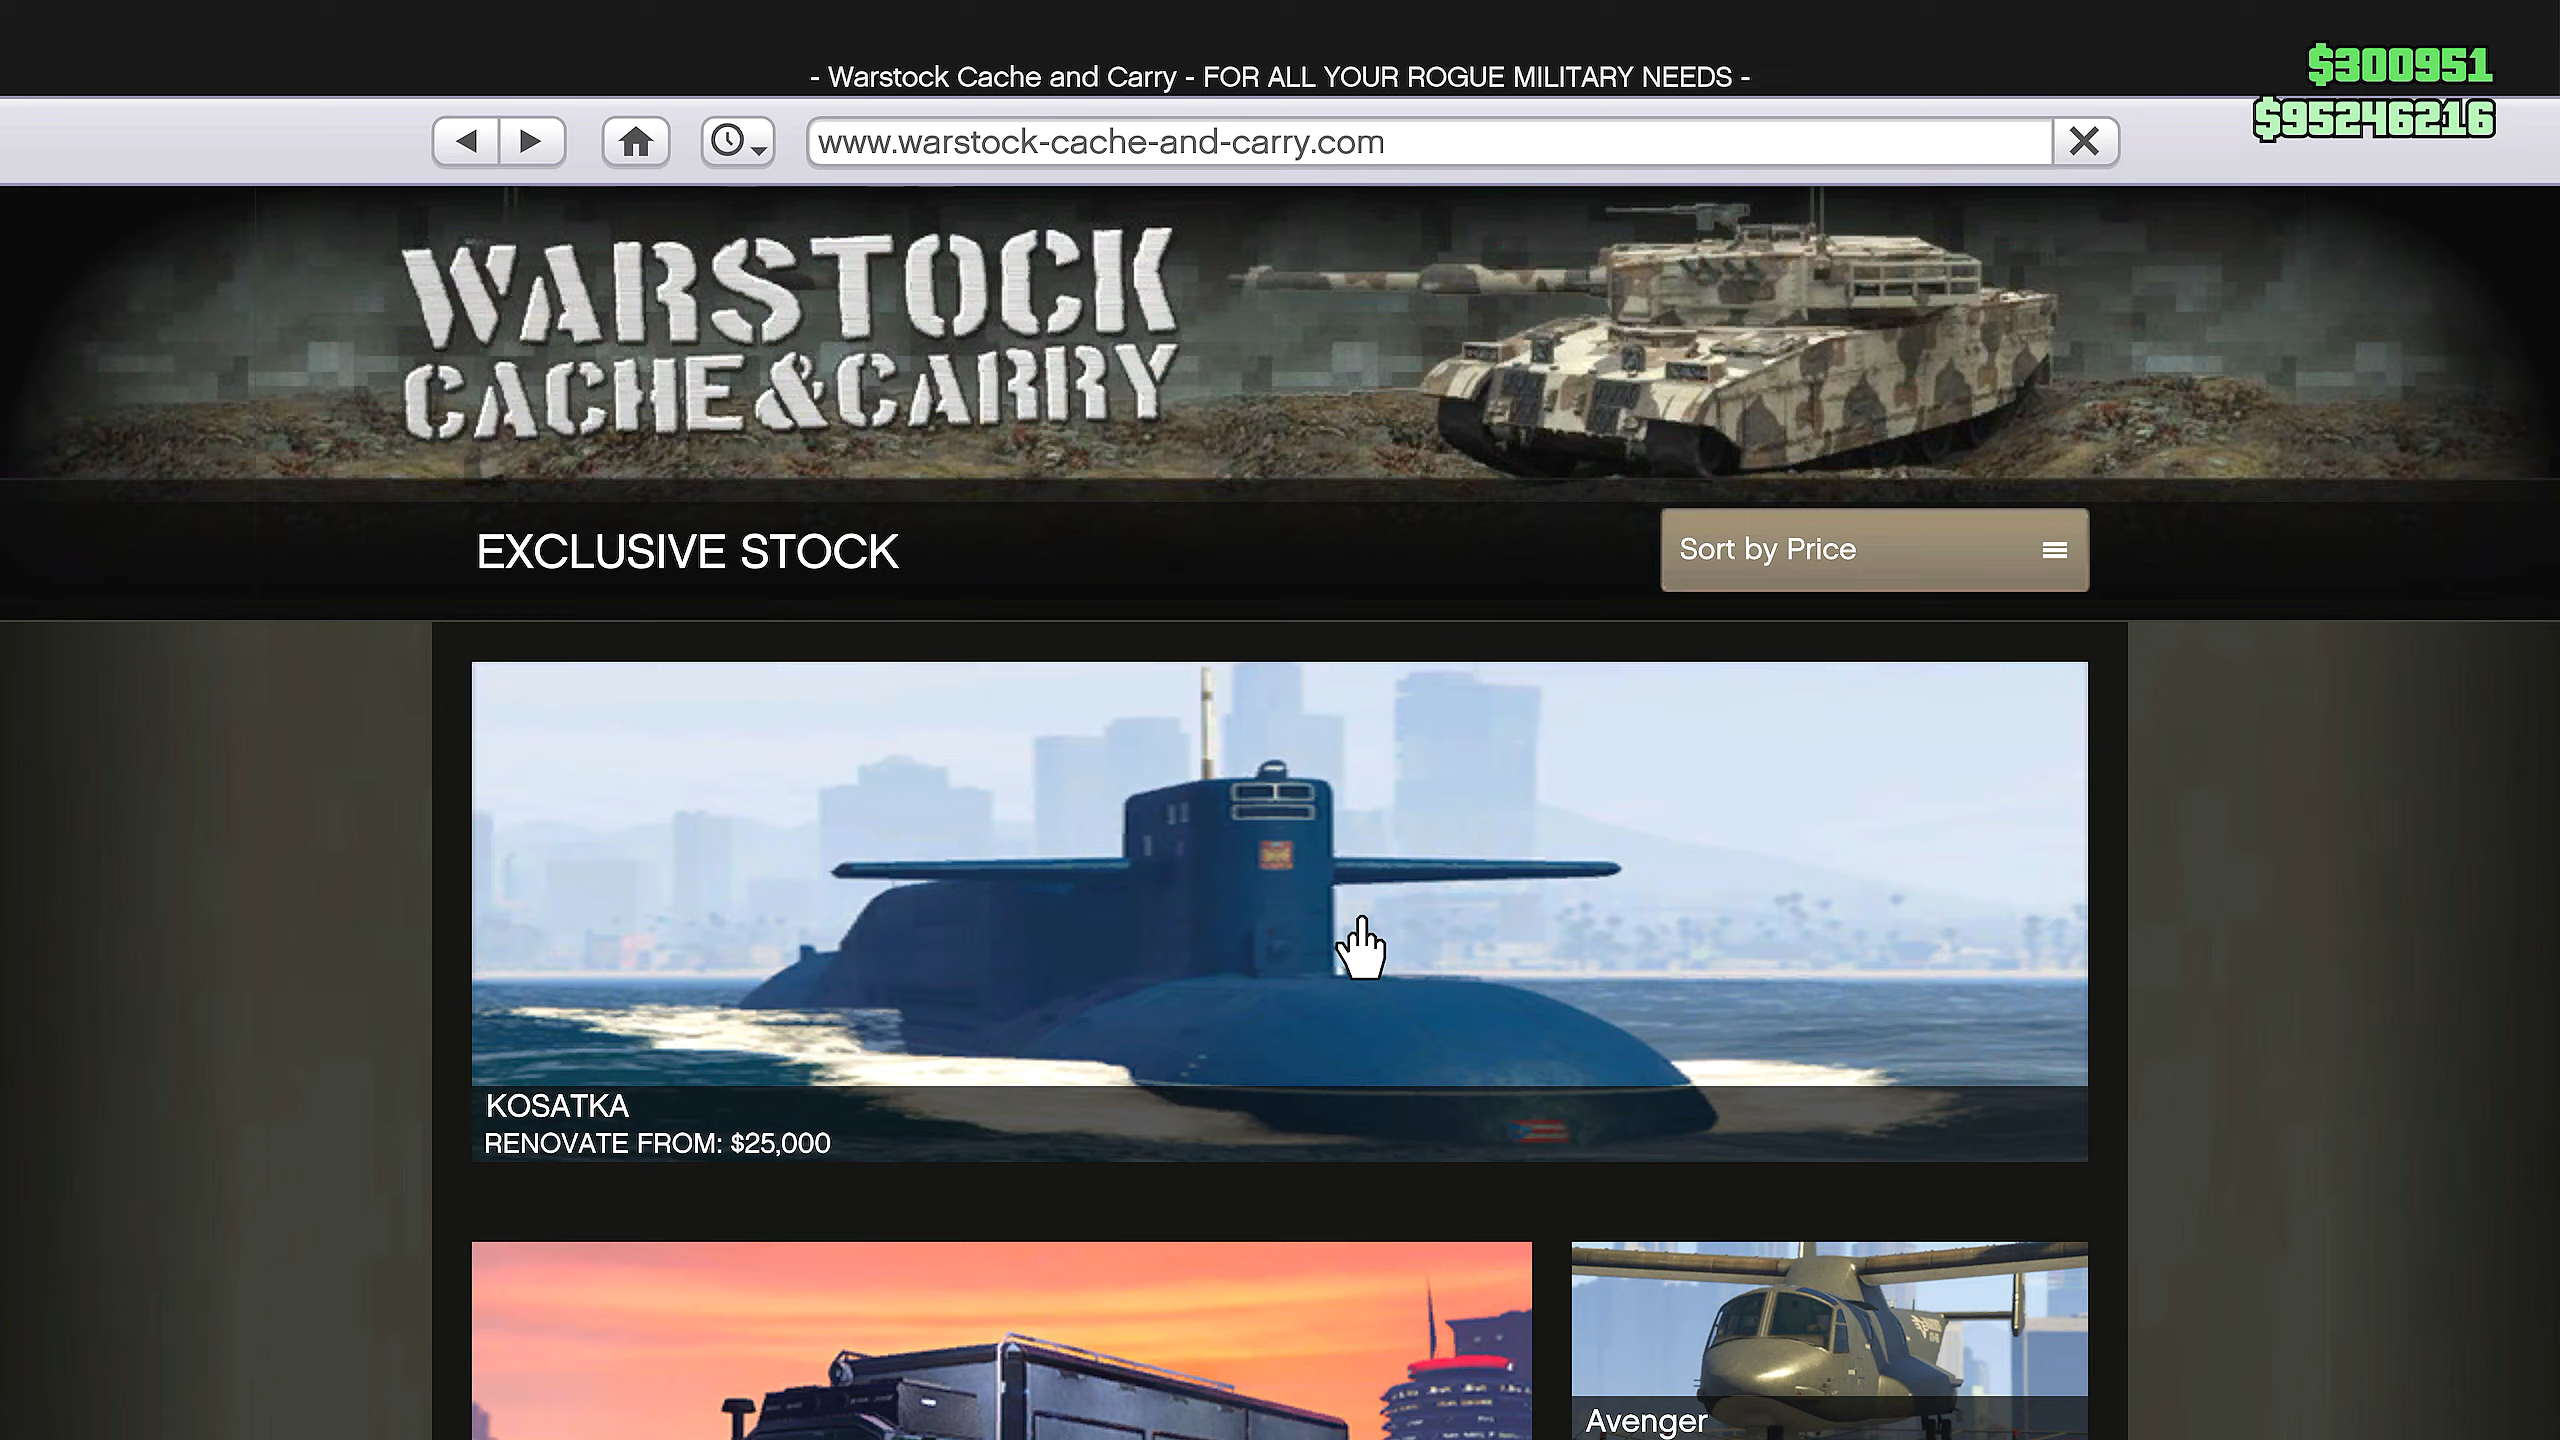 - Warstock Cache and Carry - FOR ALL YOUR ROGUE MILITARY NEEDS -
$300951
$95246216
www.warstock-cache-and-carry.com
WARSTOCK
CACHE&CARRY
EXCLUSIVE STOCK
Sort by Price
KOSATKA
RENOVATE FROM: $25,000
Avenger